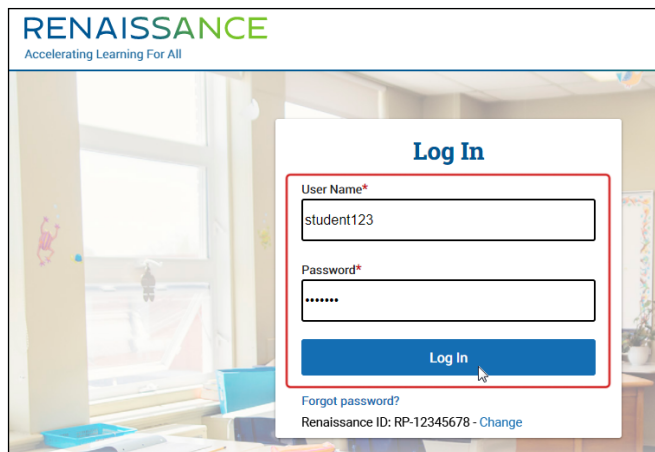 RENAISSANCE
Accelerating Learning For All
Log In
User Name*
student123
Password*
•••••••
Log In
Forgot password?
Renaissance ID: RP-12345678 - Change